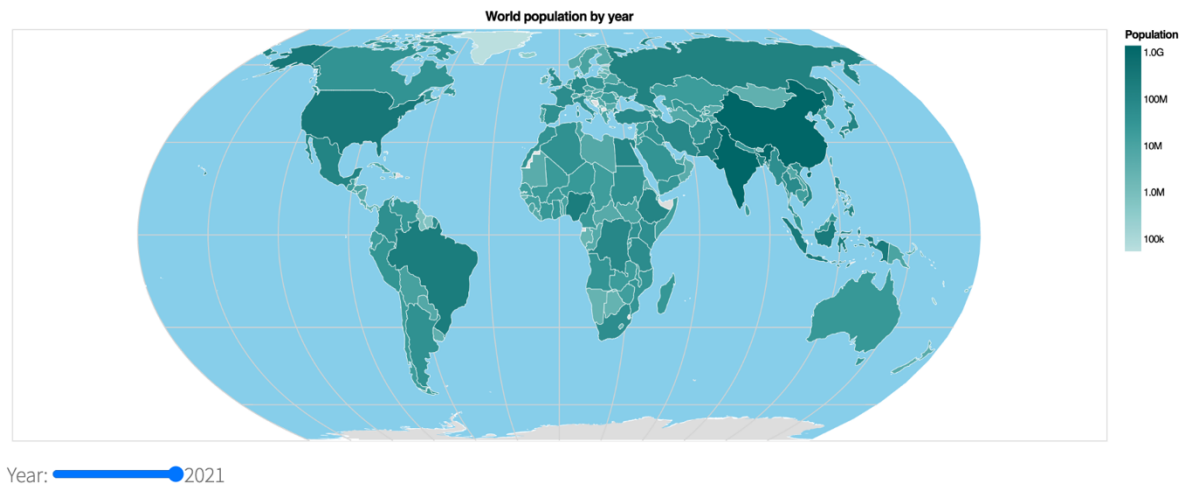 World population by year
Population
1.0G
100M
10M
1.0M
100k
Year: 2021